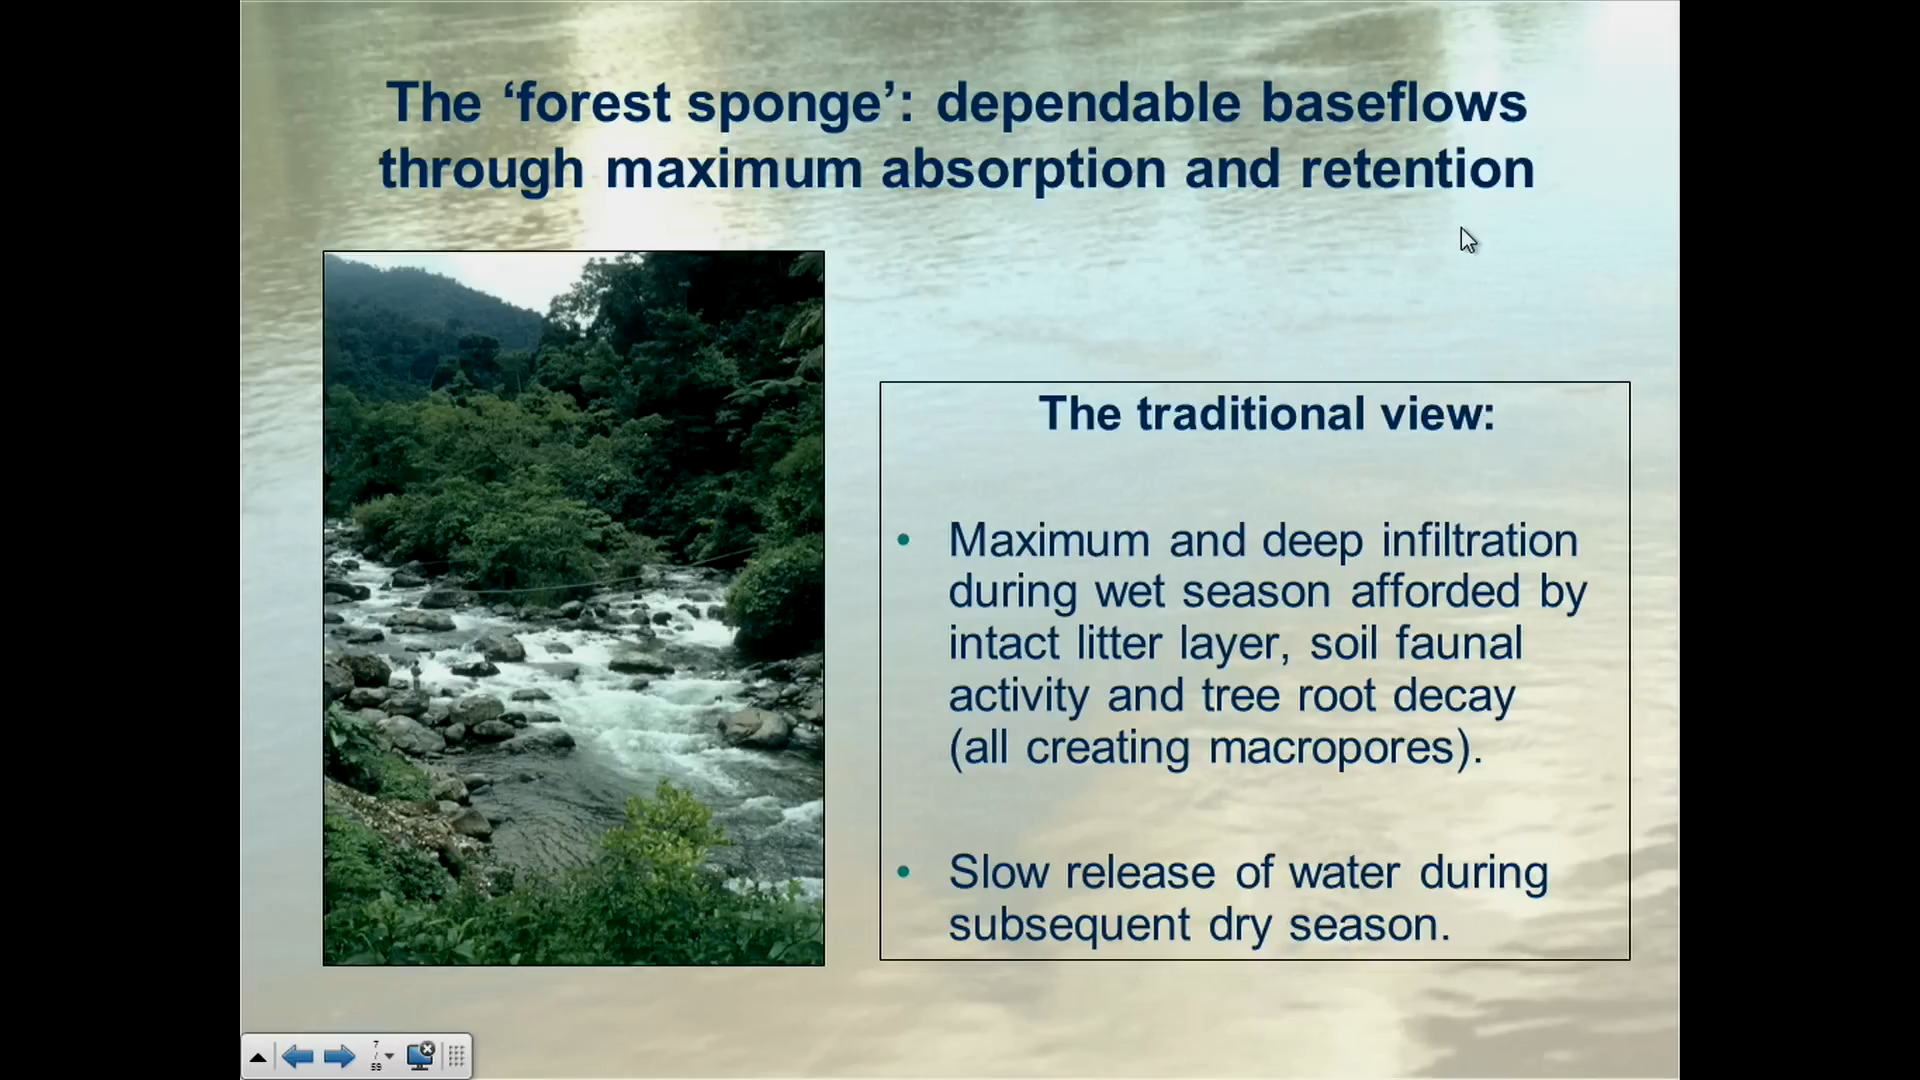 The ‘forest sponge’: dependable baseflows
through maximum absorption and retention
The traditional view:
• Maximum and deep infiltration
during wet season afforded by
intact litter layer, soil faunal
activity and tree root decay
(all creating macropores).
• Slow release of water during
subsequent dry season.
7
/
59